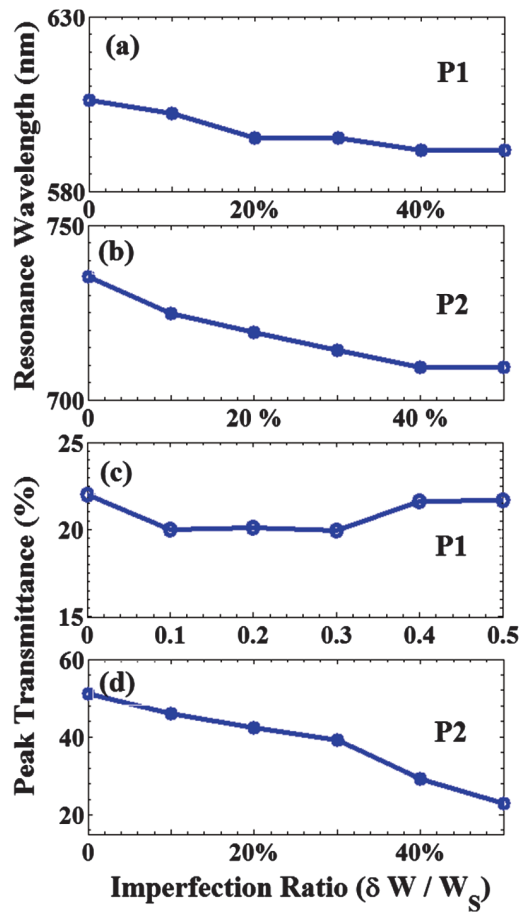 Resonance Wavelength (nm)
630
(a)
P1
580
0 20% 40%
750
(b)
P2
700
0 20 % 40 %
Peak Transmittance (%)
25
(c)
20
P1
15
0 0.1 0.2 0.3 0.4 0.5
60
(d)
P2
40
20
0 20% 40%
Imperfection Ratio (δ W / W_S)